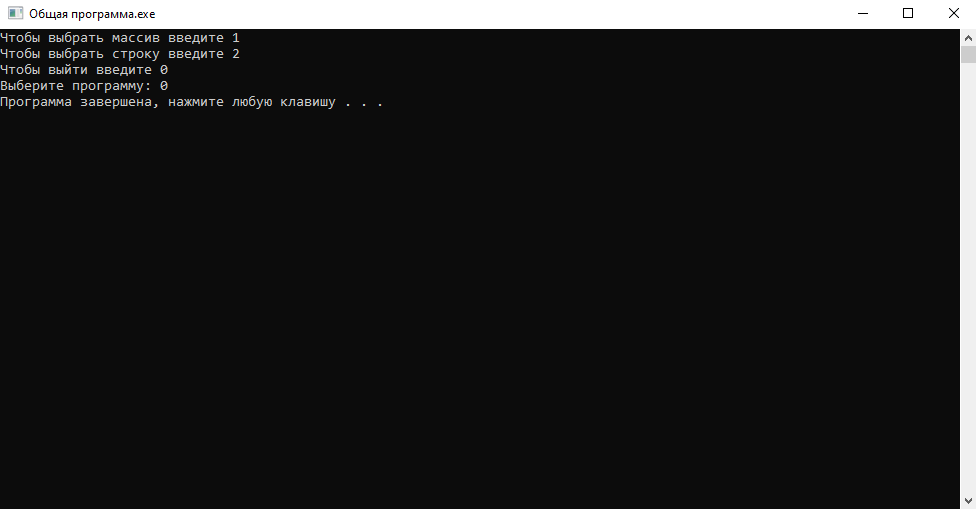 Общая программа.exe
Чтобы выбрать массив введите 1
Чтобы выбрать строку введите 2
Чтобы выйти введите 0
Выберите программу: 0
Программа завершена, нажмите любую клавишу . . .